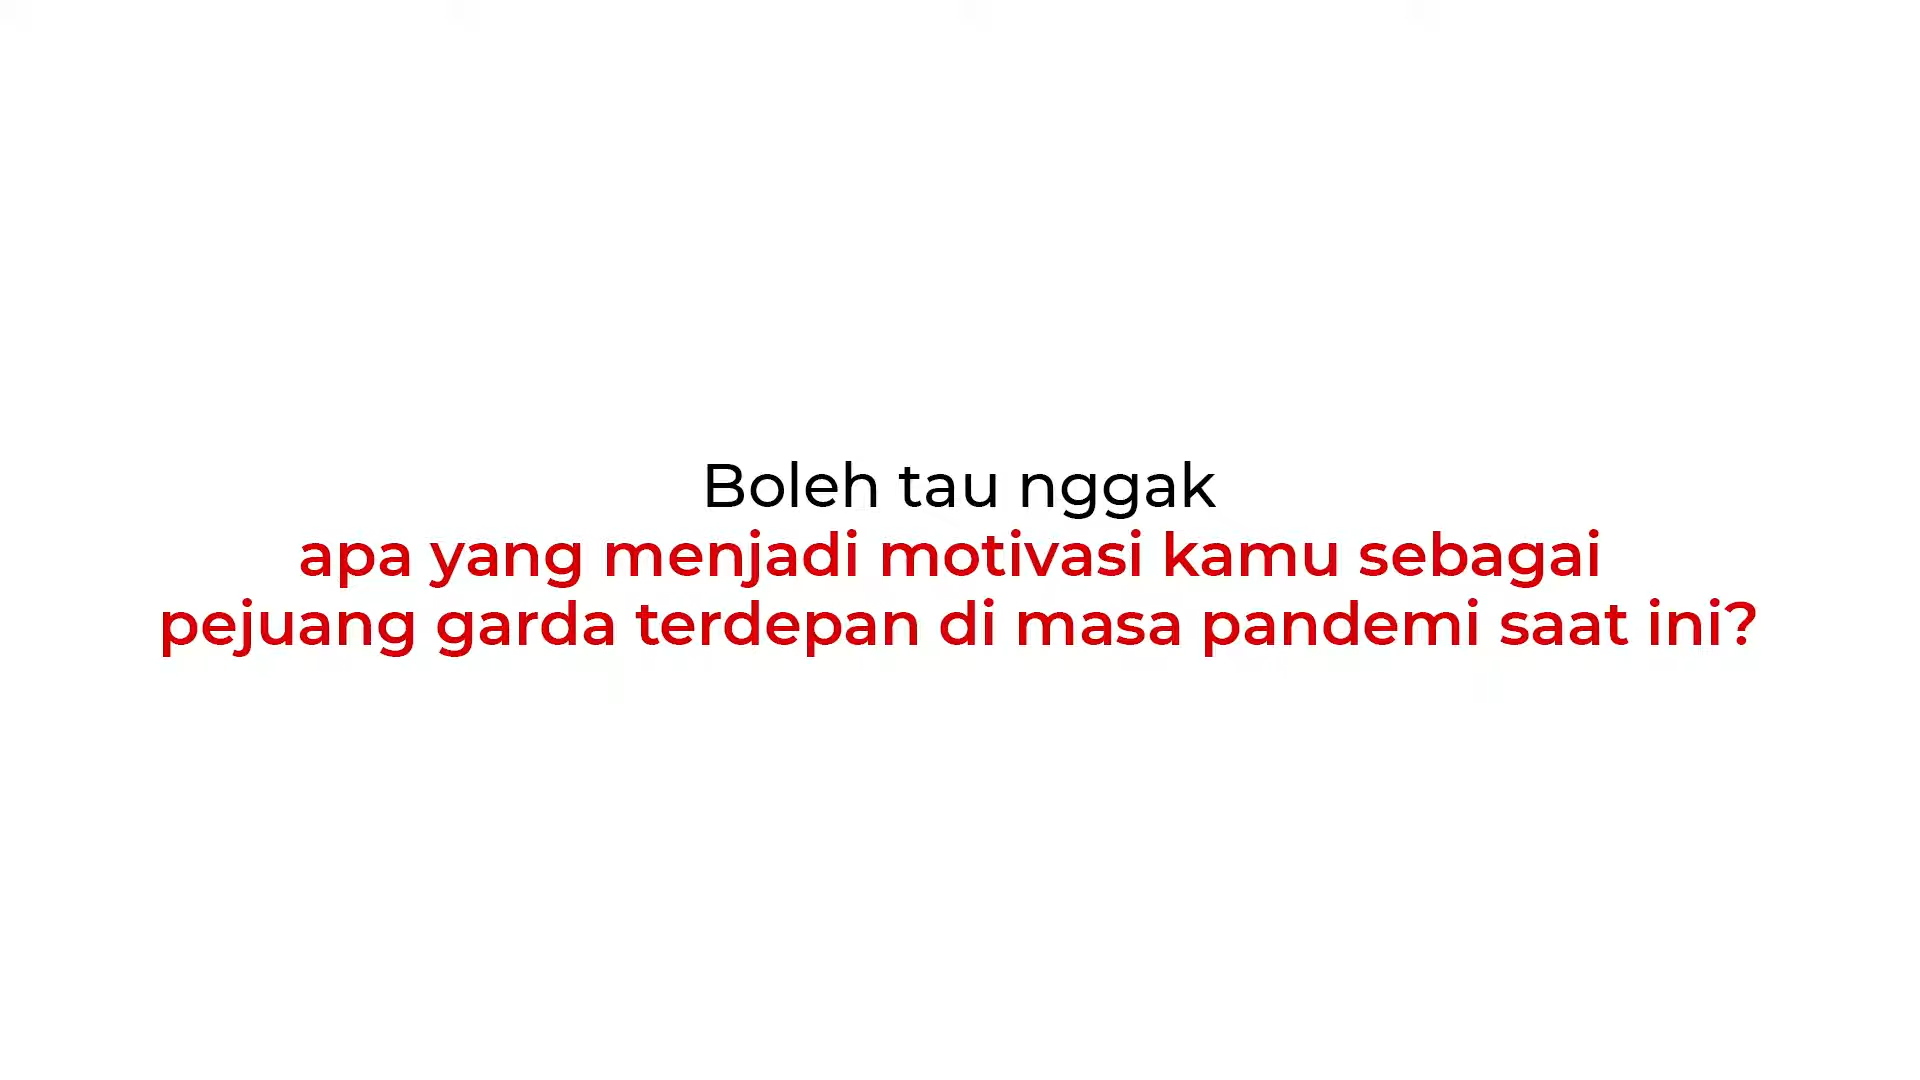 Boleh tau nggak
apa yang menjadi motivasi kamu sebagai
pejuang garda terdepan di masa pandemi saat ini?